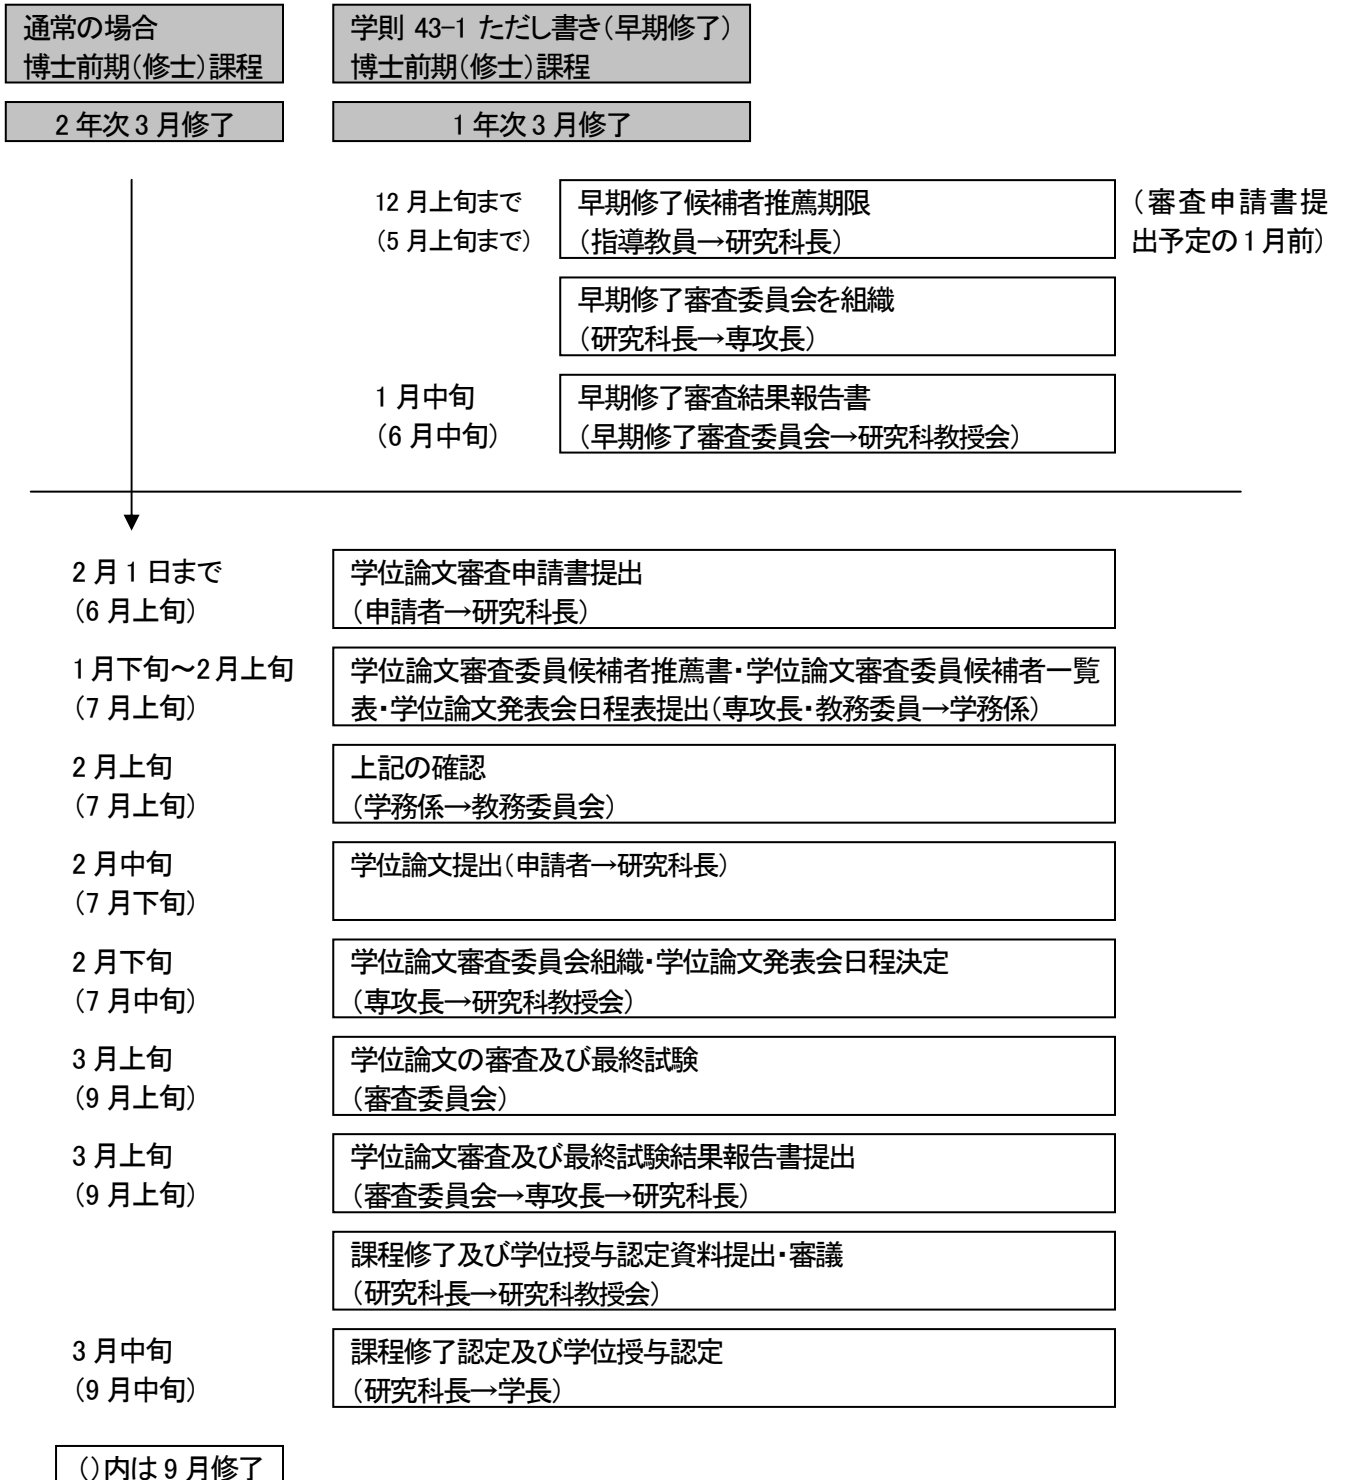 通常の場合
博士前期（修士）課程
学則 43-1 ただし書き（早期修了）
博士前期（修士）課程
2 年次 3 月修了
1 年次 3 月修了
12 月上旬まで
（5 月上旬まで）
早期修了候補者推薦期限
（指導教員→研究科長）
（審査申請書提
出予定の 1 月前）
早期修了審査委員会を組織
（研究科長→専攻長）
1 月中旬
（6 月中旬）
早期修了審査結果報告書
（早期修了審査委員会→研究科教授会）
2 月 1 日まで
（6 月上旬）
学位論文審査申請書提出
（申請者→研究科長）
1 月下旬～2 月上旬
（7 月上旬）
学位論文審査委員候補者推薦書・学位論文審査委員候補者一覧
表・学位論文発表会日程表提出（専攻長・教務委員→学務係）
2 月上旬
（7 月上旬）
上記の確認
（学務係→教務委員会）
2 月中旬
（7 月下旬）
学位論文提出（申請者→研究科長）
2 月下旬
（7 月中旬）
学位論文審査委員会組織・学位論文発表会日程決定
（専攻長→研究科教授会）
3 月上旬
（9 月上旬）
学位論文の審査及び最終試験
（審査委員会）
3 月上旬
（9 月上旬）
学位論文審査及び最終試験結果報告書提出
（審査委員会→専攻長→研究科長）
課程修了及び学位授与認定資料提出・審議
（研究科長→研究科教授会）
3 月中旬
（9 月中旬）
課程修了認定及び学位授与認定
（研究科長→学長）
（）内は 9 月修了